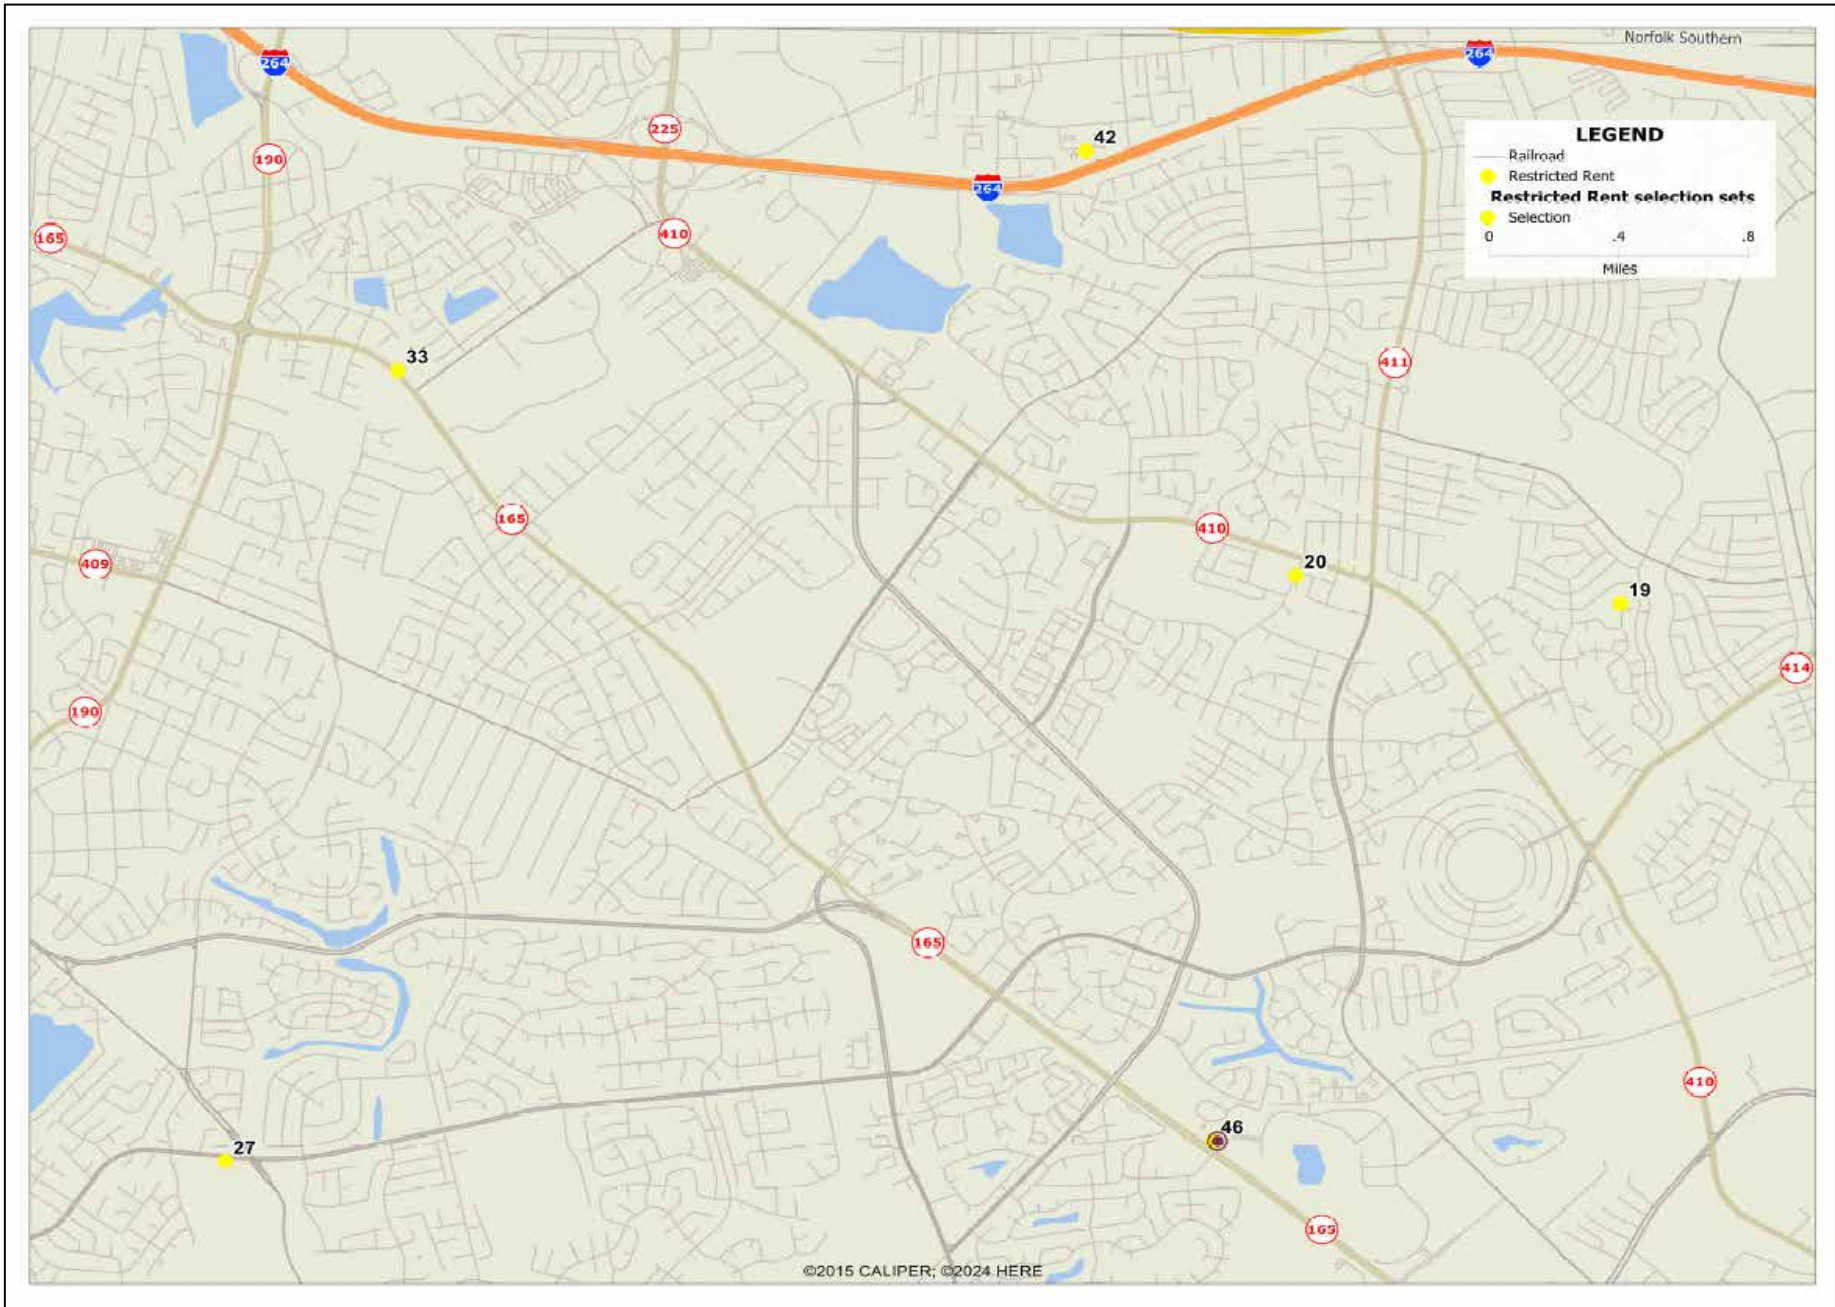 Norfolk Southern
264
264
225
42
190
264
LEGEND
Railroad
Restricted Rent
Restricted Rent selection sets
Selection
0 .4 .8
Miles
165
410
33
411
165
410
409
20
19
414
190
165
410
46
27
165
©2015 CALIPER; ©2024 HERE